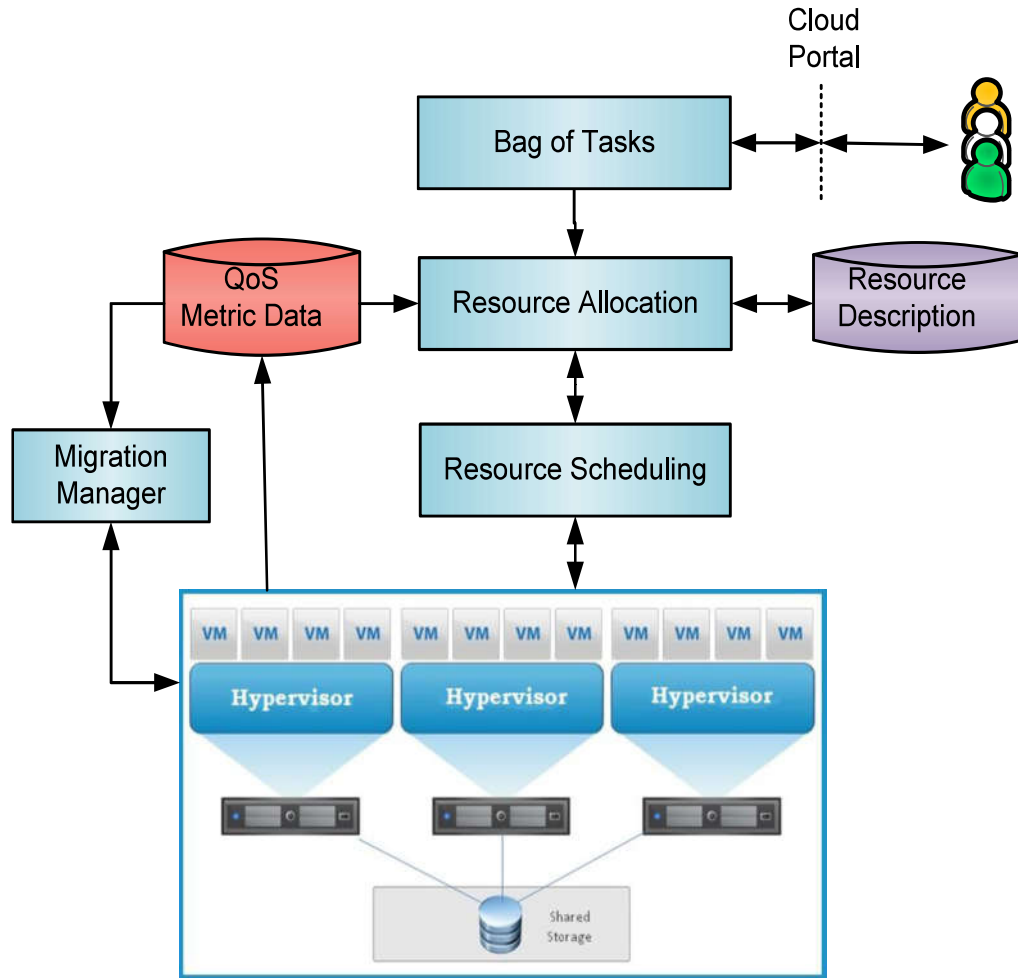 Cloud
Portal
Bag of Tasks
QoS
Metric Data
Resource Allocation
Resource
Description
Migration
Manager
Resource Scheduling
VM VM VM VM VM VM VM VM VM VM VM VM
Hypervisor Hypervisor Hypervisor
Shared
Storage